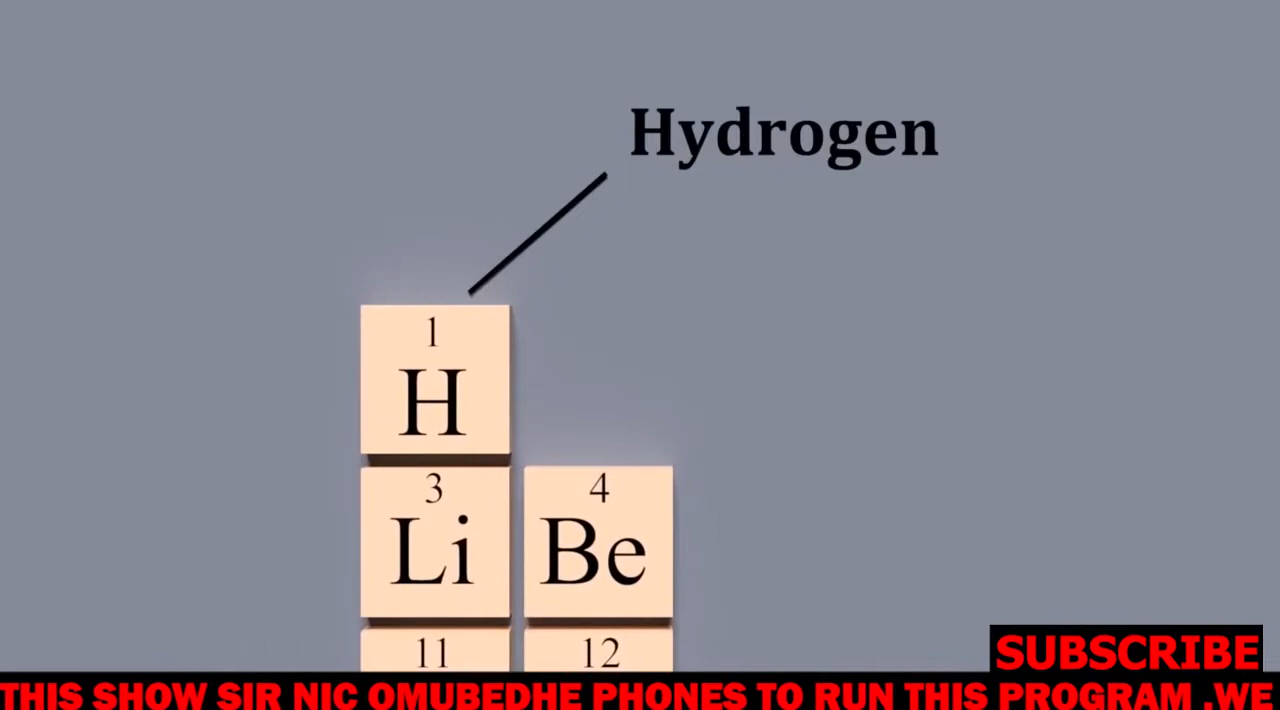 Hydrogen
1
H
3
Li
4
Be
11
12
SUBSCRIBE
THIS SHOW SIR NIC OMUBEDHE PHONES TO RUN THIS PROGRAM .WE